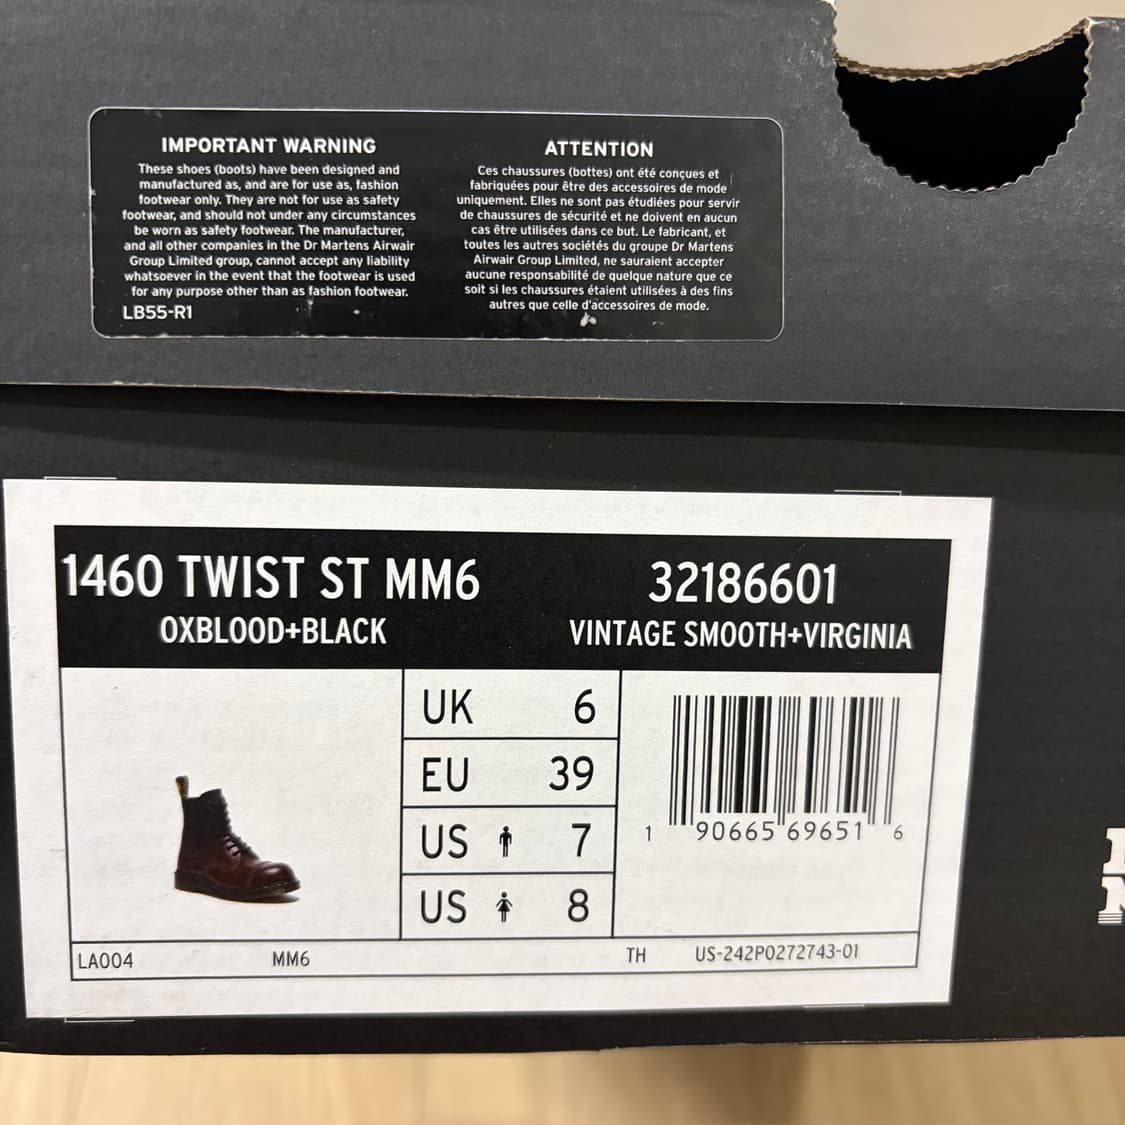 IMPORTANT WARNING
These shoes (boots) have been designed and
manufactured as, and are for use as, fashion
footwear only. They are not for use as safety
footwear, and should not under any circumstances
be worn as safety footwear. The manufacturer,
and all other companies in the Dr Martens Airwair
Group Limited group, cannot accept any liability
whatsoever in the event that the footwear is used
for any purpose other than as fashion footwear.
LB55-R1
ATTENTION
Ces chaussures (bottes) ont été conçues et
fabriquées pour être des accessoires de mode
uniquement. Elles ne sont pas étudiées pour servir
de chaussures de sécurité et ne doivent en aucun
cas être utilisées dans ce but. Le fabricant, et
toutes les autres sociétés du groupe Dr Martens
Airwair Group Limited, ne sauraient accepter
aucune responsabilité de quelque nature que ce
soit si les chaussures étaient utilisées à des fins
autres que celle d'accessoires de mode.
1460 TWIST ST MM6 32186601
OXBLOOD+BLACK VINTAGE SMOOTH+VIRGINIA
UK 6
EU 39
US 7
US 8
1 90665 69651 6
LA004 MM6 TH US-242P0272743-01